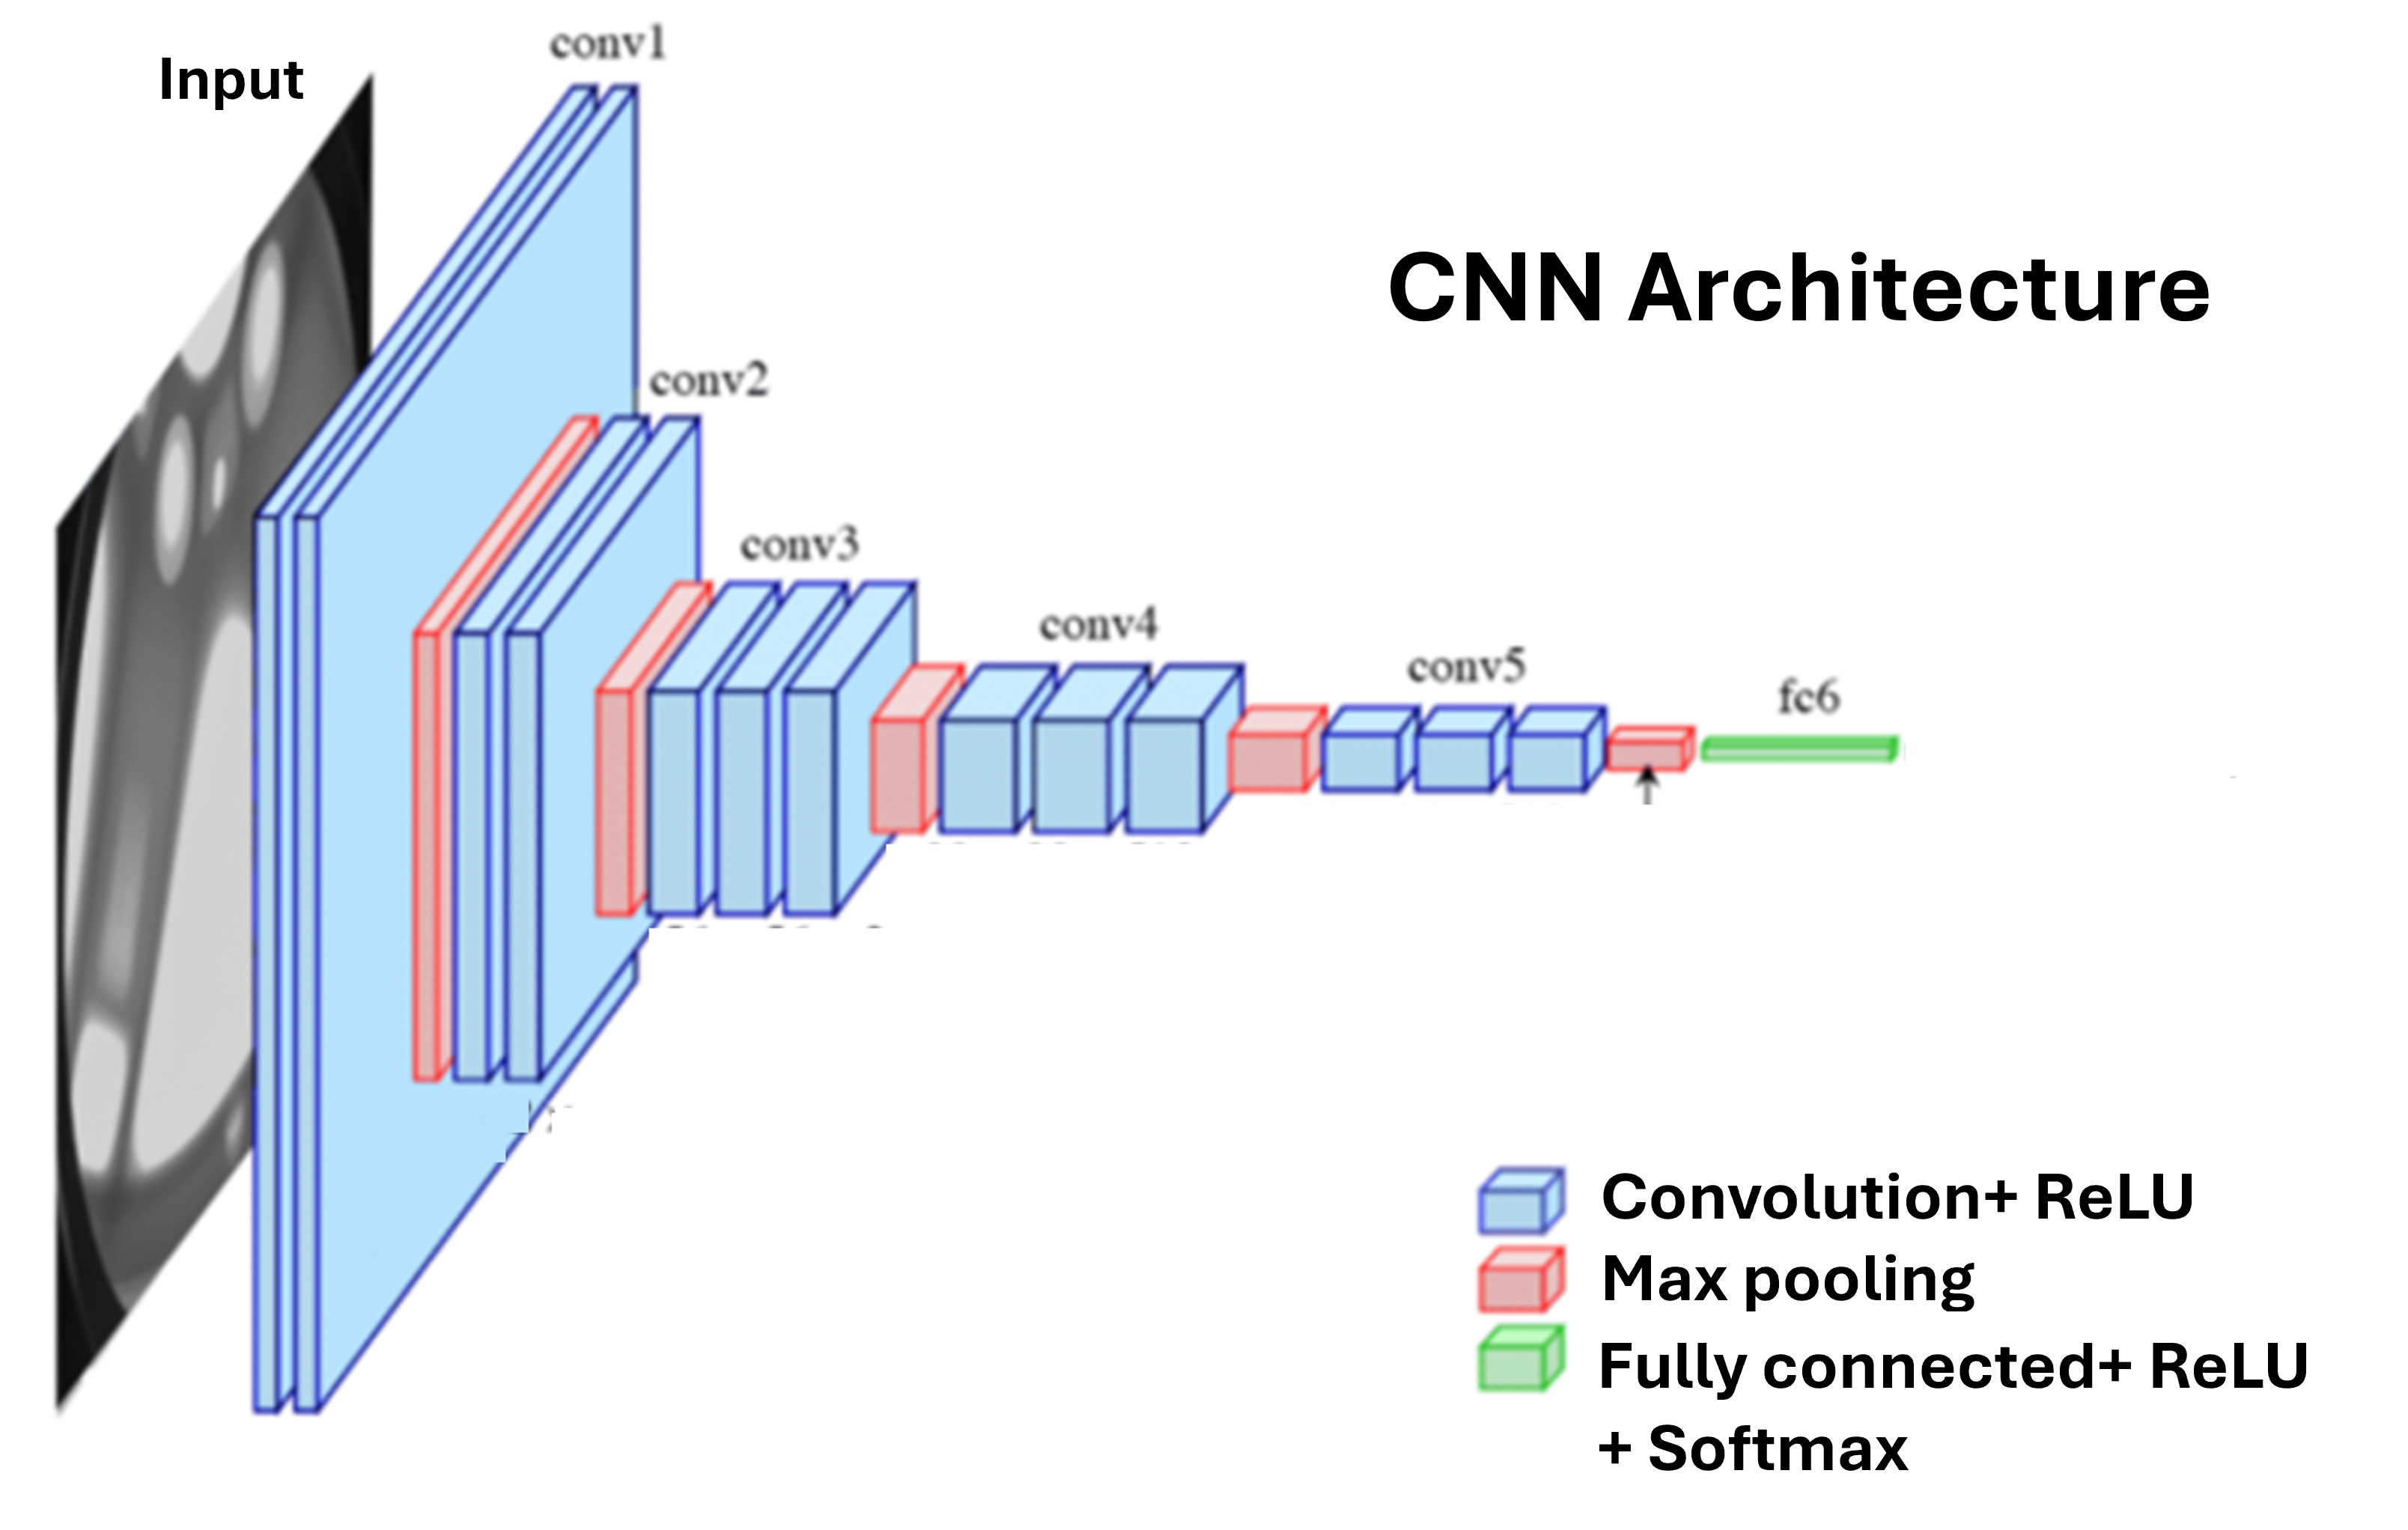 Input
conv1
CNN Architecture
conv2
conv3
conv4
conv5
fc6
Convolution+ ReLU
Max pooling
Fully connected+ ReLU
+ Softmax